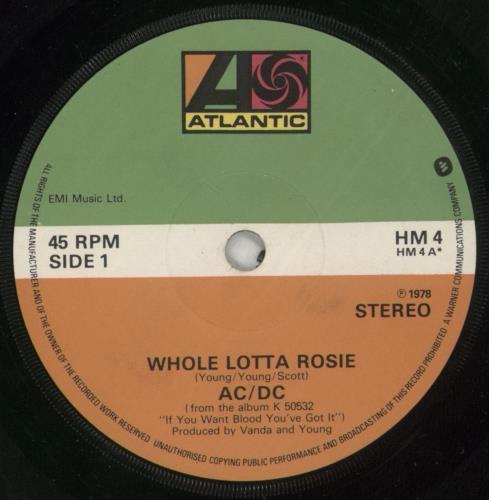 ATLANTIC
EMI Music Ltd.
45 RPM
SIDE 1
HM 4
HM 4 A*
℗ 1978
STEREO
WHOLE LOTTA ROSIE
(Young/Young/Scott)
AC/DC
(from the album K 50532
"If You Want Blood You've Got It")
Produced by Vanda and Young
ALL RIGHTS OF THE MANUFACTURER AND OF THE OWNER OF THE RECORDED WORK RESERVED UNAUTHORISED COPYING PUBLIC PERFORMANCE AND BROADCASTING OF THIS RECORD PROHIBITED A WARNER COMMUNICATIONS COMPANY